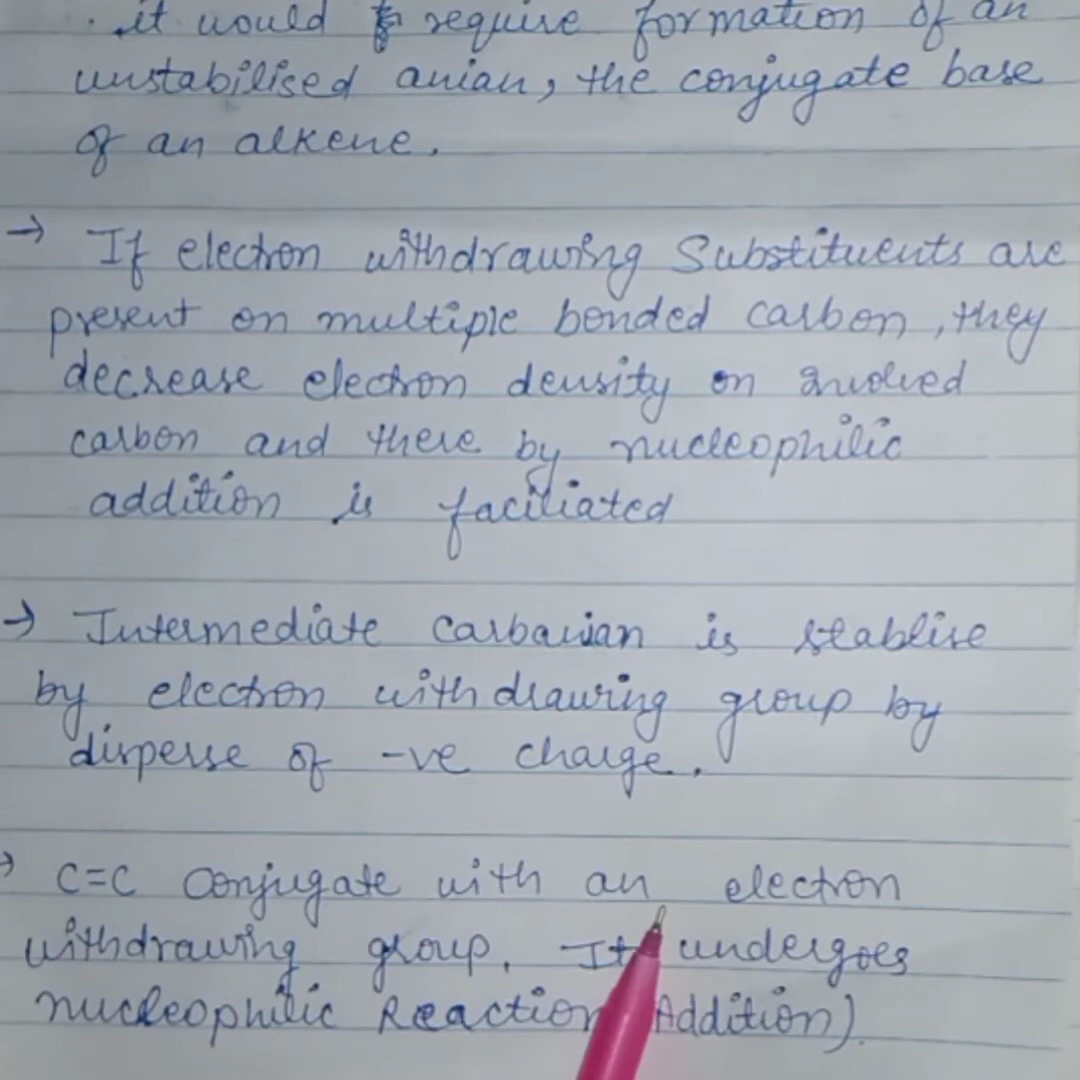 it would require formation of an
unstabilised anian, the conjugate base
of an alkene.
→ If electron withdrawing Substituents are
present on multiple bonded carbon, they
decrease electron density on involved
carbon and there by nucleophilic
addition is faciliated
→ Intermediate carbanian is stablise
by electron withdrawing group by
disperse of -ve charge.
→ C=C Conjugate with an electron
withdrawing group. It undergoes
nucleophilic Reaction Addition).